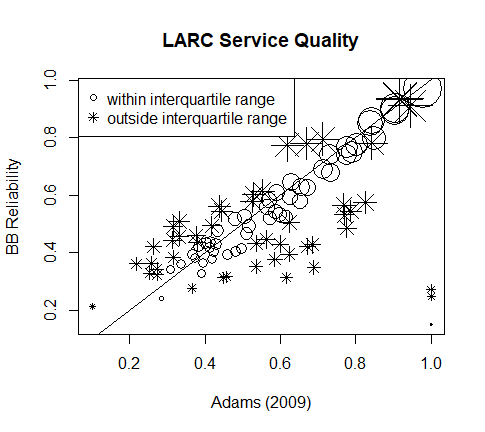 LARC Service Quality
within interquartile range
outside interquartile range
BB Reliability
1.0
0.8
0.6
0.4
0.2
0.2 0.4 0.6 0.8 1.0
Adams (2009)